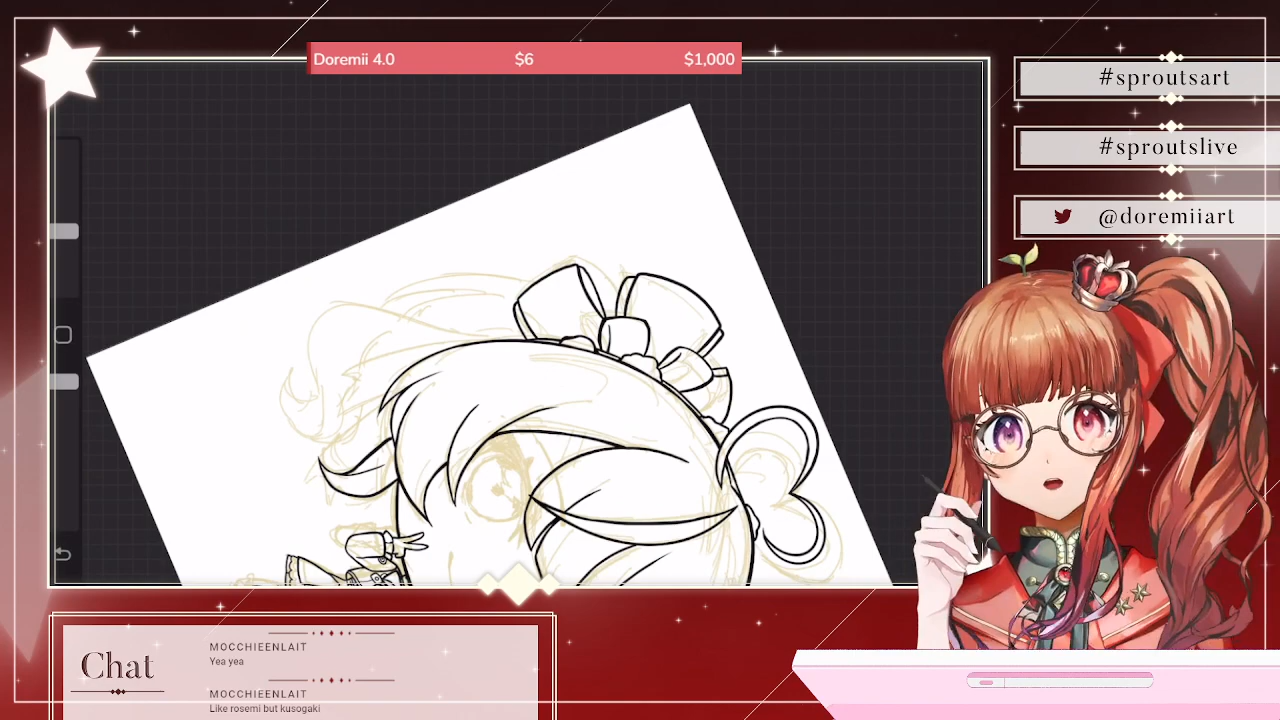 Doremii 4.0 $6 $1,000
#sproutsart
#sproutslive
@doremiiart
Chat
MOCCHIEENLAIT
Yea yea
MOCCHIEENLAIT
Like rosemi but kusogaki